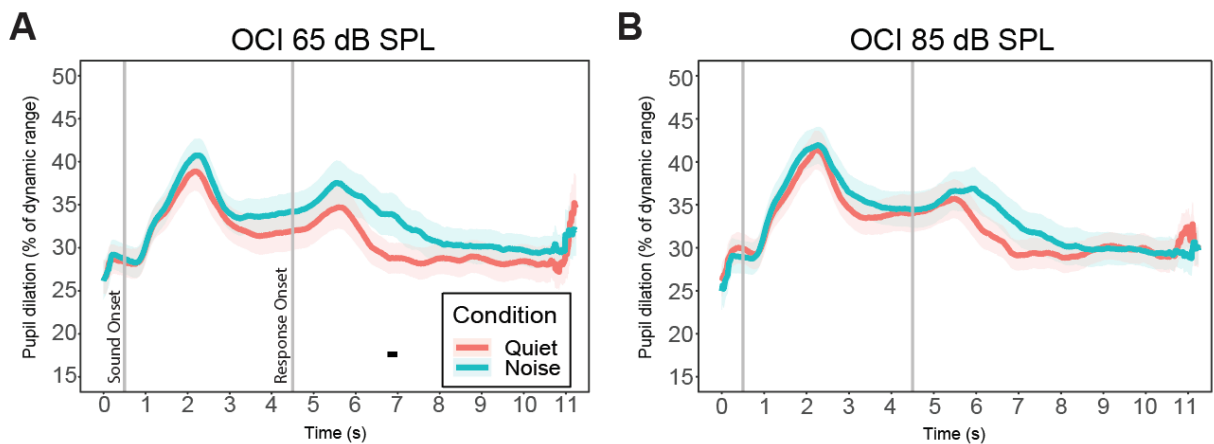 A
OCI 65 dB SPL
Pupil dilation (% of dynamic range)
50
45
40
35
30
25
20
15
Sound Onset
Response Onset
Condition
Quiet
Noise
0 1 2 3 4 5 6 7 8 9 10 11
Time (s)
B
OCI 85 dB SPL
Pupil dilation (% of dynamic range)
50
45
40
35
30
25
20
15
0 1 2 3 4 5 6 7 8 9 10 11
Time (s)